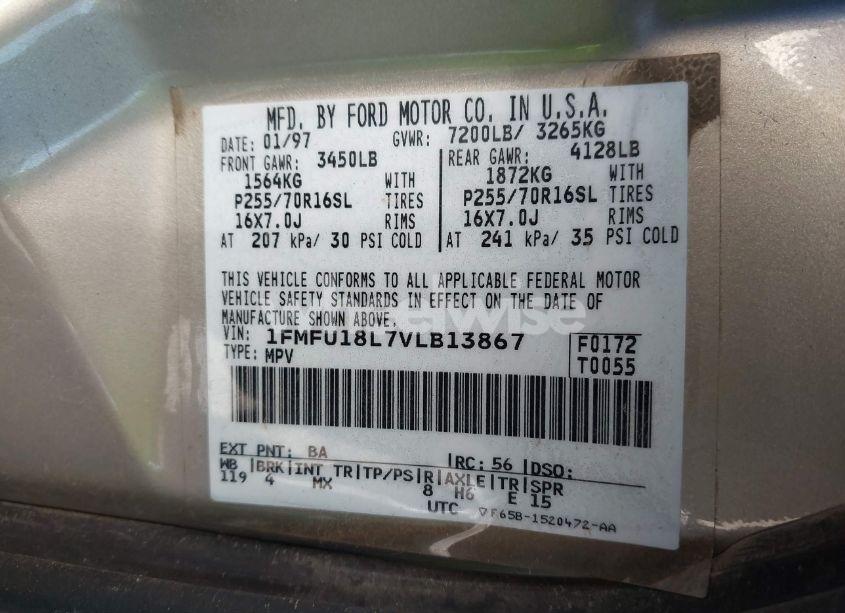 MFD. BY FORD MOTOR CO. IN U.S.A.
DATE: 01/97 GVWR: 7200LB/ 3265KG
FRONT GAWR: 3450LB REAR GAWR: 4128LB
1564KG WITH 1872KG WITH
P255/70R16SL TIRES P255/70R16SL TIRES
16X7.0J RIMS 16X7.0J RIMS
AT 207 kPa/ 30 PSI COLD AT 241 kPa/ 35 PSI COLD
THIS VEHICLE CONFORMS TO ALL APPLICABLE FEDERAL MOTOR
VEHICLE SAFETY STANDARDS IN EFFECT ON THE DATE OF
MANUFACTURE SHOWN ABOVE.
VIN: 1FMFU18L7VLB13867 F0172
TYPE: MPV T0055
EXT PNT: BA RC: 56 DSO:
WB BRK INT TR TP/PS R AXLE TR SPR
119 4 MX 8 H6 E 15
UTC ▽F65B-1520472-AA